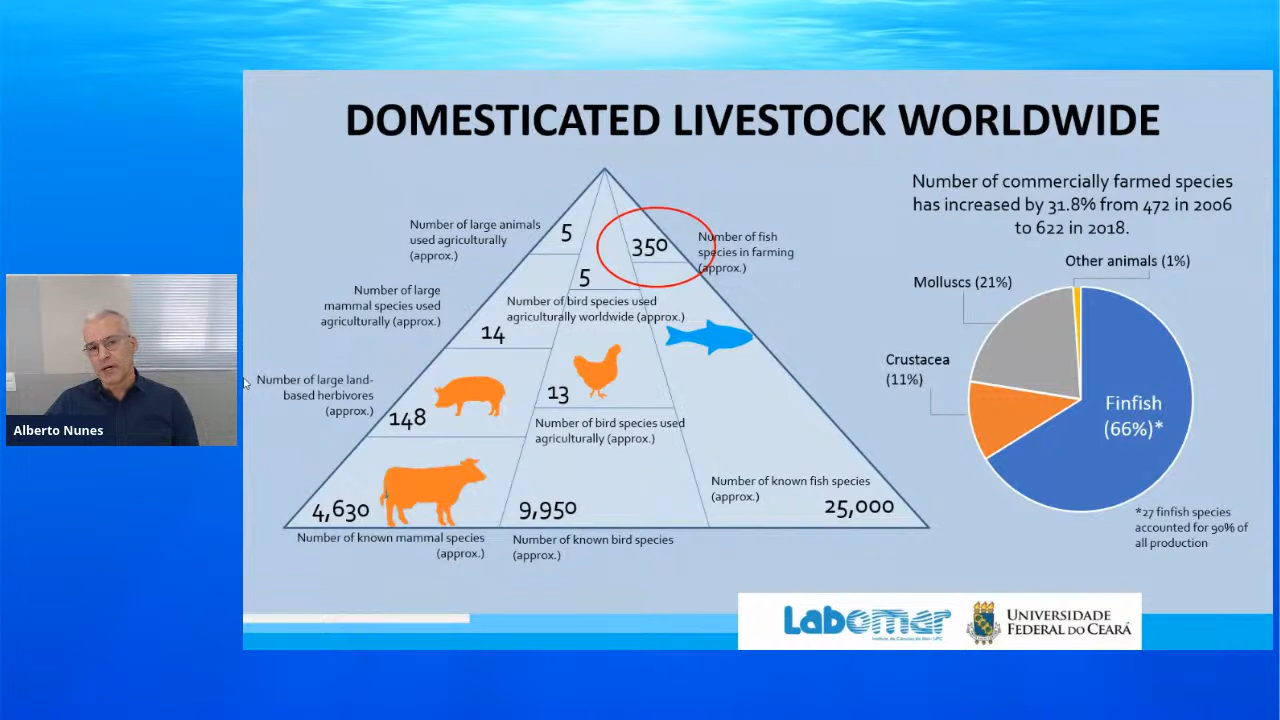 DOMESTICATED LIVESTOCK WORLDWIDE
Number of large animals
used agriculturally
(approx.)
5
350
Number of fish
species in farming
(approx.)
5
Number of bird species used
agriculturally worldwide (approx.)
Number of large
mammal species used
agriculturally (approx.)
14
Number of large land-
based herbivores
(approx.)
148
13
Number of bird species used
agriculturally (approx.)
4,630
Number of known mammal species
(approx.)
9,950
Number of known bird species
(approx.)
Number of known fish species
(approx.)
25,000
Number of commercially farmed species
has increased by 31.8% from 472 in 2006
to 622 in 2018.
Other animals (1%)
Molluscs (21%)
Crustacea
(11%)
Finfish
(66%)*
*27 finfish species
accounted for 90% of
all production
Alberto Nunes
Labomar
Instituto de Ciências do Mar- UFC
UNIVERSIDADE
FEDERAL DO CEARÁ